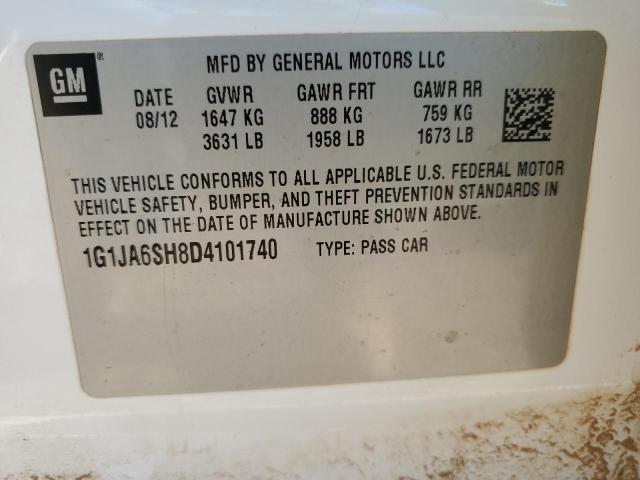 GM ®
MFD BY GENERAL MOTORS LLC
DATE GVWR GAWR FRT GAWR RR
08/12 1647 KG 888 KG 759 KG
3631 LB 1958 LB 1673 LB
THIS VEHICLE CONFORMS TO ALL APPLICABLE U.S. FEDERAL MOTOR
VEHICLE SAFETY, BUMPER, AND THEFT PREVENTION STANDARDS IN
EFFECT ON THE DATE OF MANUFACTURE SHOWN ABOVE.
1G1JA6SH8D4101740 TYPE: PASS CAR